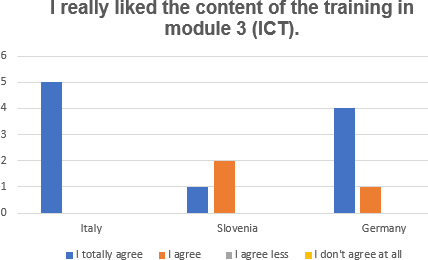 I really liked the content of the training in
module 3 (ICT).
6
5
4
3
2
1
0
Italy Slovenia Germany
I totally agree I agree I agree less I don't agree at all